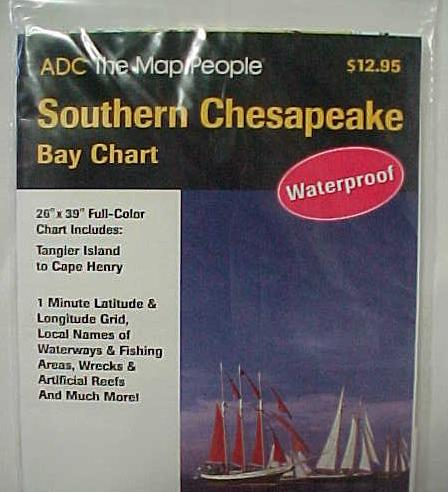 ADC The Map People $12.95
Southern Chesapeake
Bay Chart
Waterproof
26" x 39" Full-Color
Chart Includes:
Tangier Island
to Cape Henry
1 Minute Latitude &
Longitude Grid,
Local Names of
Waterways & Fishing
Areas, Wrecks &
Artificial Reefs
And Much More!